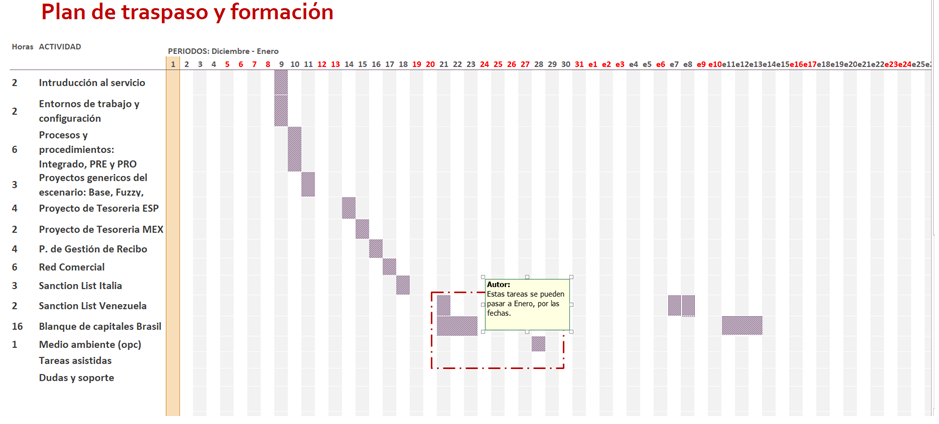 Plan de traspaso y formación
Horas ACTIVIDAD
PERIODOS: Diciembre - Enero
1 2 3 4 5 6 7 8 9 10 11 12 13 14 15 16 17 18 19 20 21 22 23 24 25 26 27 28 29 30 31 e1 e2 e3 e4 e5 e6 e7 e8 e9 e10 e11 e12 e13 e14 e15 e16 e17 e18 e19 e20 e21 e22 e23 e24 e25
2 Intruducción al servicio
2 Entornos de trabajo y
configuración
6 Procesos y
procedimientos:
Integrado, PRE y PRO
3 Proyectos genericos del
escenario: Base, Fuzzy,
4 Proyecto de Tesoreria ESP
2 Proyecto de Tesoreria MEX
4 P. de Gestión de Recibo
6 Red Comercial
3 Sanction List Italia
2 Sanction List Venezuela
16 Blanque de capitales Brasil
1 Medio ambiente (opc)
Tareas asistidas
Dudas y soporte
Autor:
Estas tareas se pueden
pasar a Enero, por las
fechas.